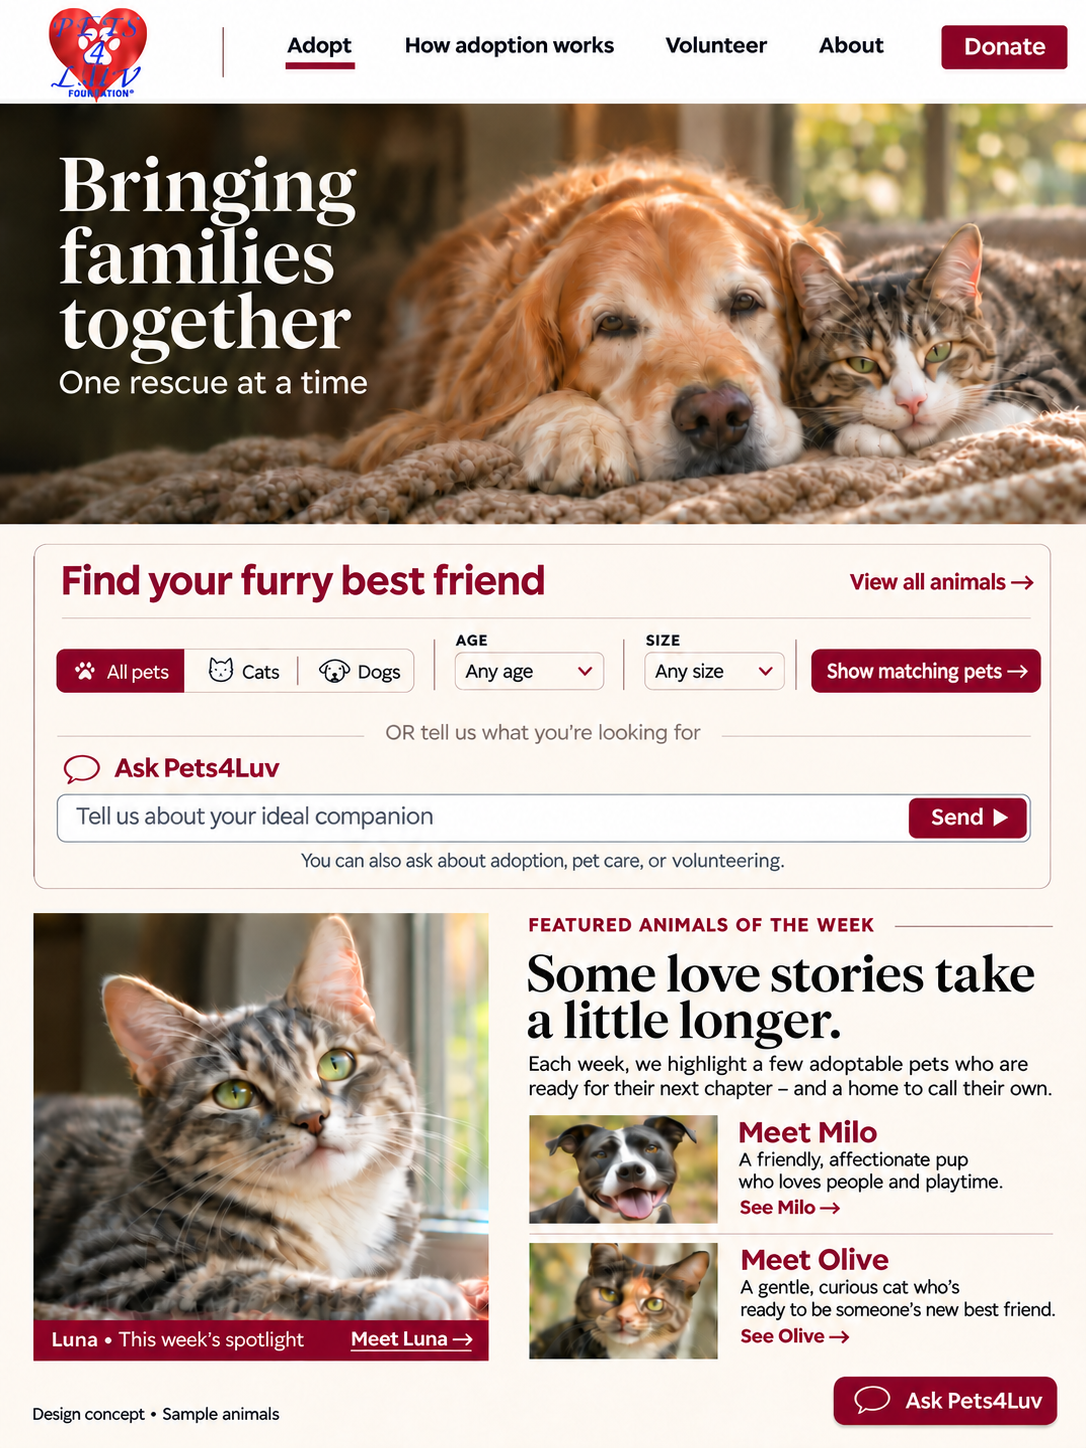 PETS
4
LUV
FOUNDATION®
Adopt
How adoption works
Volunteer
About
Donate
Bringing
families
together
One rescue at a time
Find your furry best friend
View all animals →
AGE
SIZE
All pets
Cats
Dogs
Any age
Any size
Show matching pets →
OR tell us what you're looking for
Ask Pets4Luv
Tell us about your ideal companion
Send ▶
You can also ask about adoption, pet care, or volunteering.
FEATURED ANIMALS OF THE WEEK
Some love stories take
a little longer.
Each week, we highlight a few adoptable pets who are
ready for their next chapter – and a home to call their own.
Meet Milo
A friendly, affectionate pup
who loves people and playtime.
See Milo →
Meet Olive
A gentle, curious cat who's
ready to be someone's new best friend.
See Olive →
Luna • This week's spotlight
Meet Luna →
Design concept • Sample animals
Ask Pets4Luv